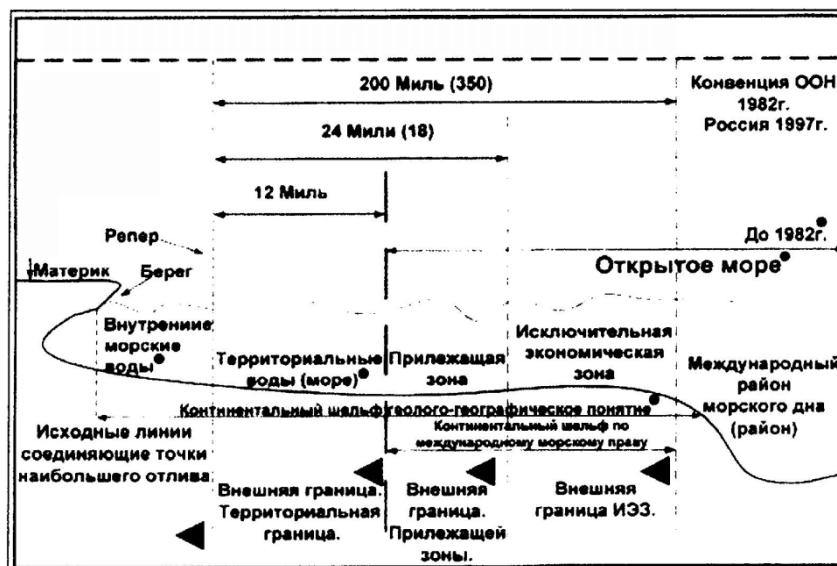 200 Миль (350)
Конвенция ООН
1982г.
Россия 1997г.
24 Мили (18)
12 Миль
Репер
До 1982г.
Материк
Берег
Открытое море
Внутренние
морские
воды
Территориальные
воды (море)
Прилежащая
зона
Исключительная
экономическая
зона
Международный
район
морского дна
(район)
Континентальный шельф геолого-географическое понятие
Континентальный шельф по
международному морскому праву
Исходные линии
соединяющие точки
наибольшего отлива
Внешняя граница.
Территориальная
граница.
Внешняя
граница.
Прилежащей
зоны.
Внешняя
граница ИЭЗ.